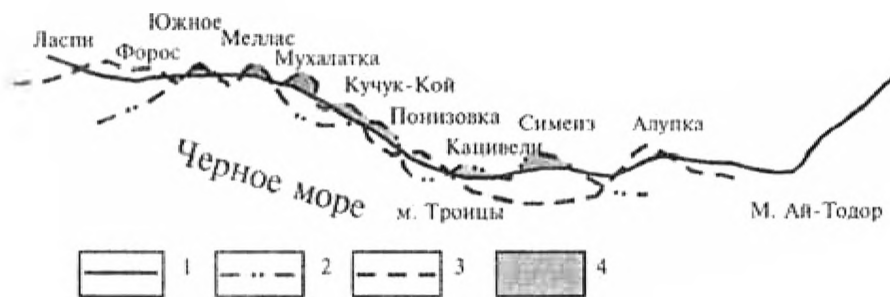 Южное
Ласпи
Форос
Меллас
Мухалатка
Кучук-Кой
Понизовка
Кацивели
Симеиз
Алупка
Черное море
м. Троицы
М. Ай-Тодор
1
2
3
4